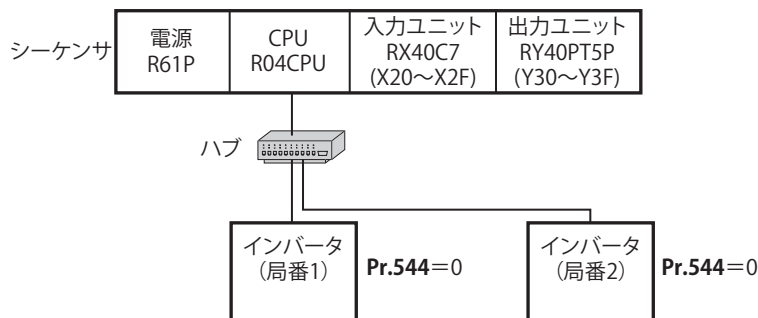 シーケンサ
電源
R61P
CPU
R04CPU
入力ユニット
RX40C7
(X20～X2F)
出力ユニット
RY40PT5P
(Y30～Y3F)
ハブ
インバータ
(局番1)
Pr.544＝0
インバータ
(局番2)
Pr.544＝0